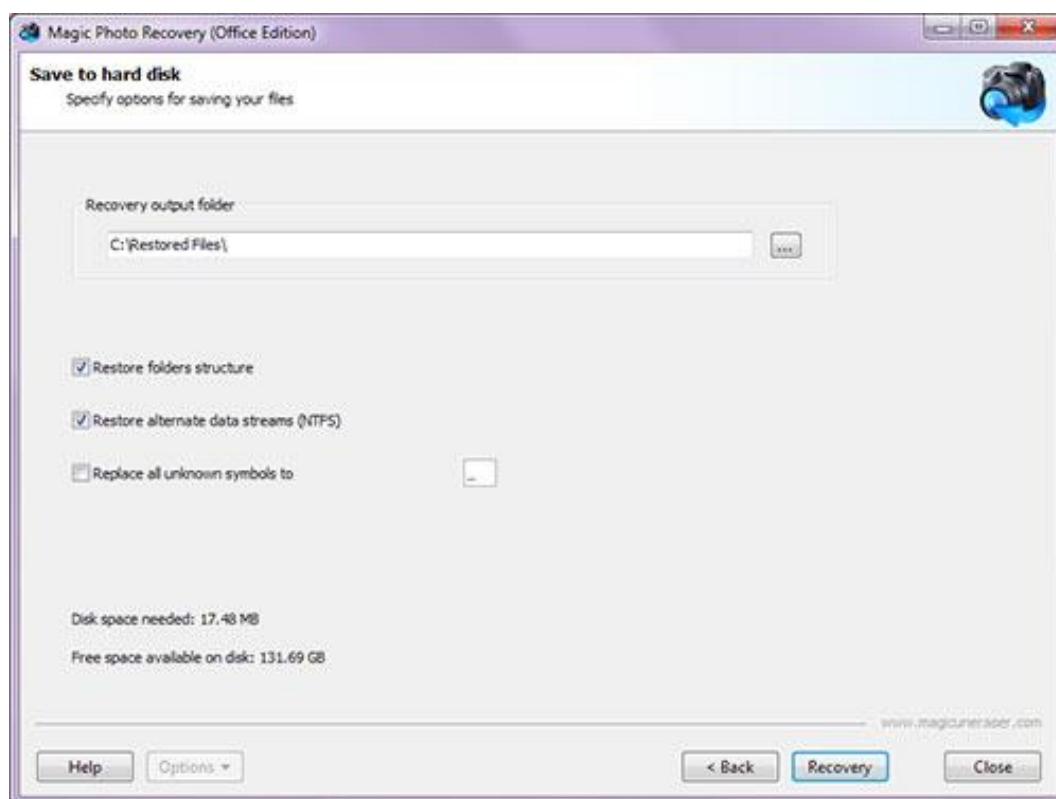 Magic Photo Recovery (Office Edition)
Save to hard disk
Specify options for saving your files
Recovery output folder
C:\Restored Files\
...
Restore folders structure
Restore alternate data streams (NTFS)
Replace all unknown symbols to
_
Disk space needed: 17.48 MB
Free space available on disk: 131.69 GB
www.magicuneraser.com
Help
Options
< Back
Recovery
Close